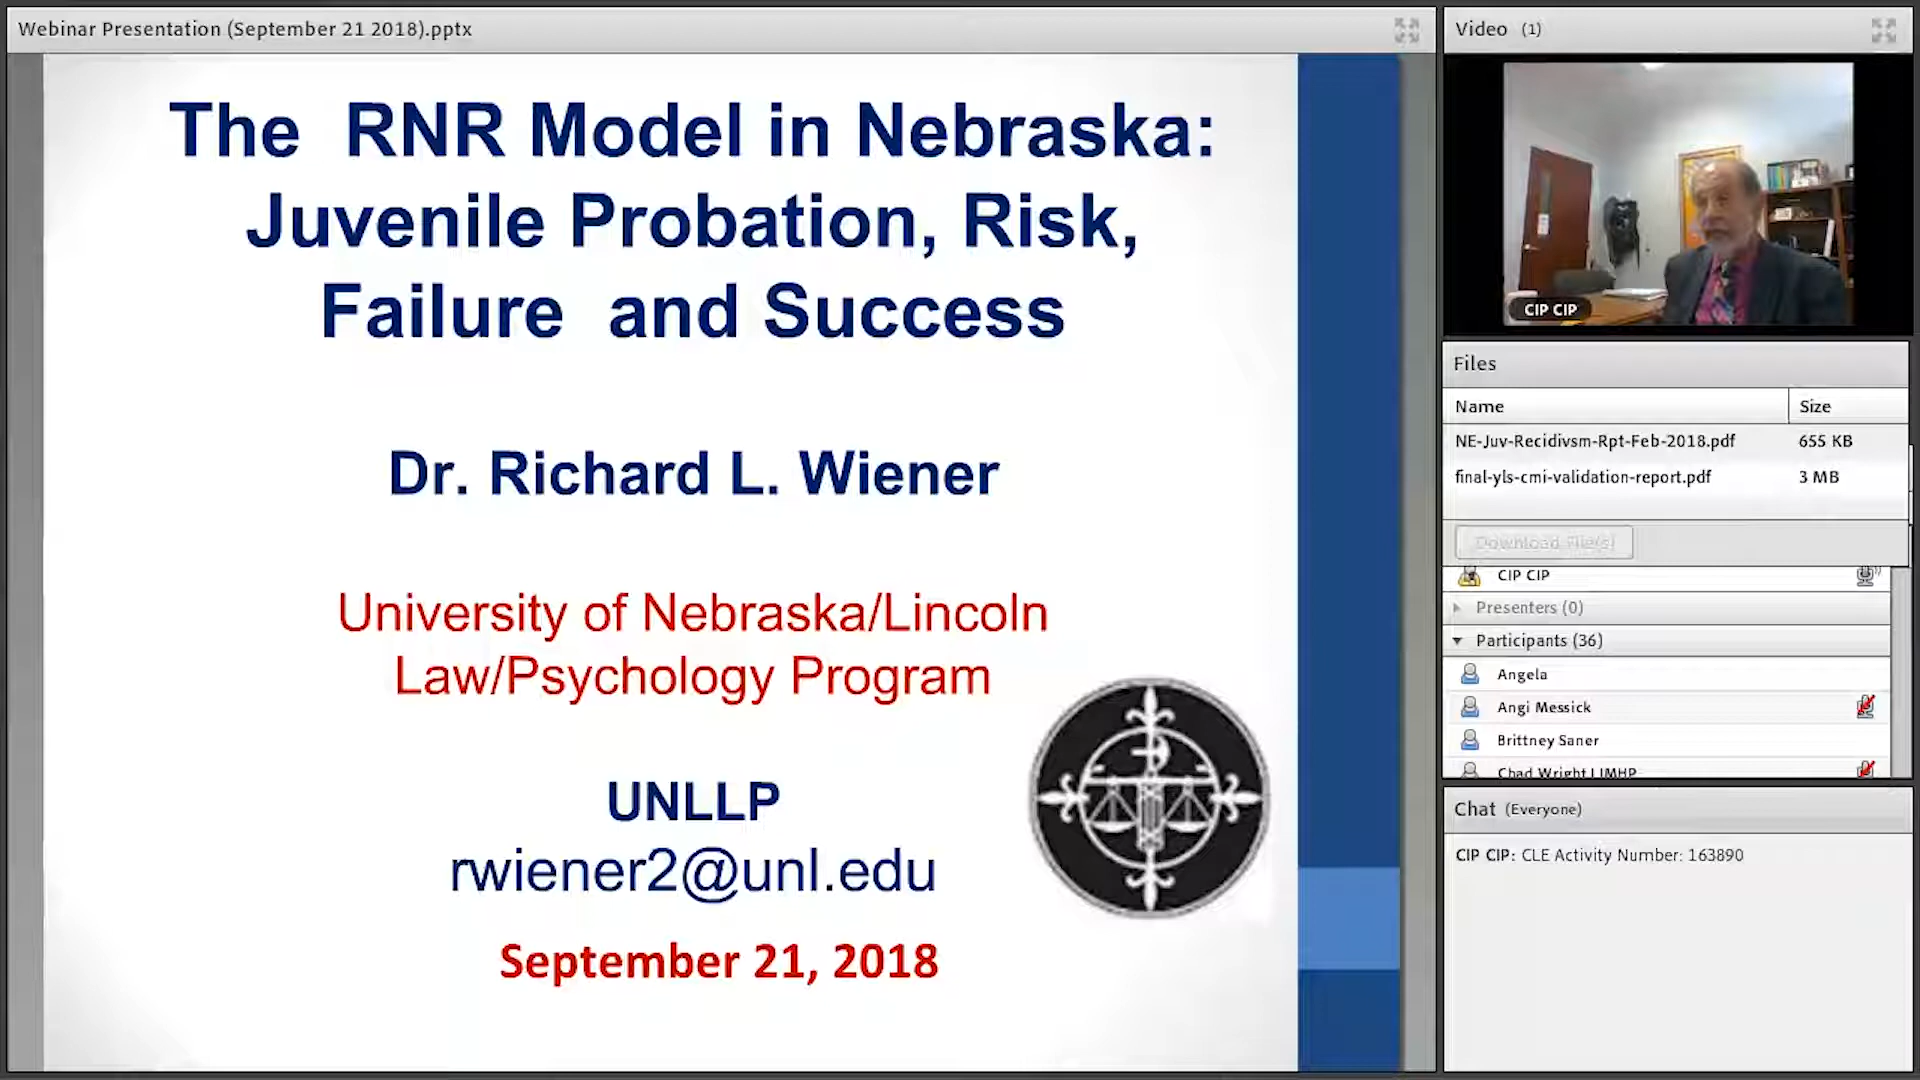 Webinar Presentation (September 21 2018).pptx
The RNR Model in Nebraska:
Juvenile Probation, Risk,
Failure and Success
Dr. Richard L. Wiener
University of Nebraska/Lincoln
Law/Psychology Program
UNLLP
rwiener2@unl.edu
September 21, 2018
Video (1)
CIP CIP
Files
Name Size
NE-Juv-Recidivsm-Rpt-Feb-2018.pdf 655 KB
final-yls-cmi-validation-report.pdf 3 MB
Download File(s)
CIP CIP
Presenters (0)
Participants (36)
Angela
Angi Messick
Brittney Saner
Chad Wright LIMHP
Chat (Everyone)
CIP CIP: CLE Activity Number: 163890